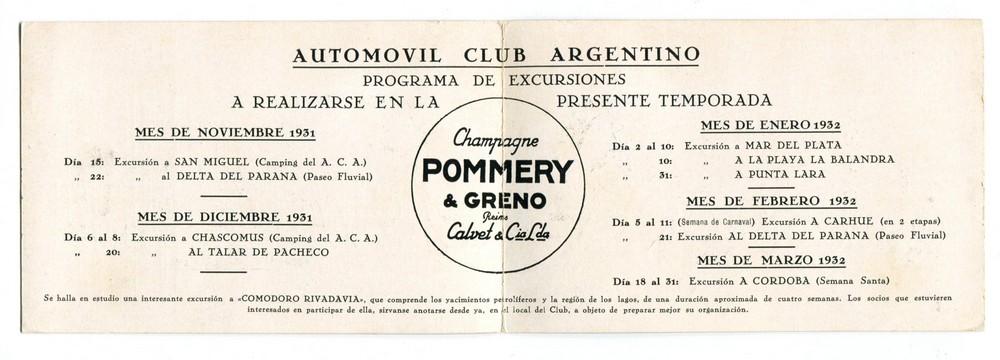 AUTOMOVIL CLUB ARGENTINO
PROGRAMA DE EXCURSIONES
A REALIZARSE EN LA PRESENTE TEMPORADA
MES DE NOVIEMBRE 1931
Día 15: Excursión a SAN MIGUEL (Camping del A. C. A.)
„ 22: „ al DELTA DEL PARANA (Paseo Fluvial)
MES DE DICIEMBRE 1931
Día 6 al 8: Excursión a CHASCOMUS (Camping del A. C. A.)
„ 20: „ AL TALAR DE PACHECO
Champagne
POMMERY
& GRENO
Reims
Calvet & Cia Lda
MES DE ENERO 1932
Día 2 al 10: Excursión a MAR DEL PLATA
„ 10: „ A LA PLAYA LA BALANDRA
„ 31: „ A PUNTA LARA
MES DE FEBRERO 1932
Día 5 al 11: (Semana de Carnaval) Excursión A CARHUE (en 2 etapas)
„ 21: Excursión AL DELTA DEL PARANA (Paseo Fluvial)
MES DE MARZO 1932
Día 18 al 31: Excursión A CORDOBA (Semana Santa)
Se halla en estudio una interesante excursión a «COMODORO RIVADAVIA», que comprende los yacimientos petrolíferos y la región de los lagos, de una duración aproximada de cuatro semanas. Los socios que estuvieren
interesados en participar de ella, sirvanse anotarse desde ya, en el local del Club, a objeto de preparar mejor su organización.